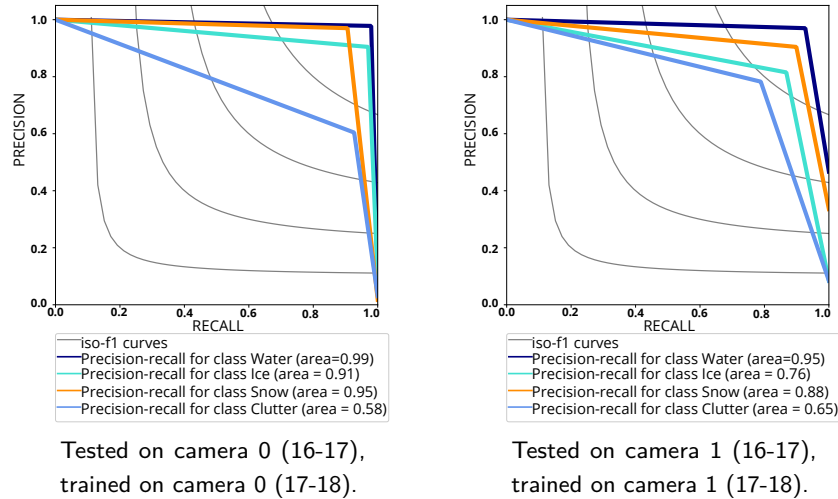 1.0
0.8
0.6
0.4
0.2
0.0
PRECISION
0.0 0.2 0.4 0.6 0.8 1.0
RECALL
iso-f1 curves
Precision-recall for class Water (area=0.99)
Precision-recall for class Ice (area = 0.91)
Precision-recall for class Snow (area = 0.95)
Precision-recall for class Clutter (area = 0.58)
Tested on camera 0 (16-17),
trained on camera 0 (17-18).
1.0
0.8
0.6
0.4
0.2
0.0
PRECISION
0.0 0.2 0.4 0.6 0.8 1.0
RECALL
iso-f1 curves
Precision-recall for class Water (area=0.95)
Precision-recall for class Ice (area = 0.76)
Precision-recall for class Snow (area = 0.88)
Precision-recall for class Clutter (area = 0.65)
Tested on camera 1 (16-17),
trained on camera 1 (17-18).